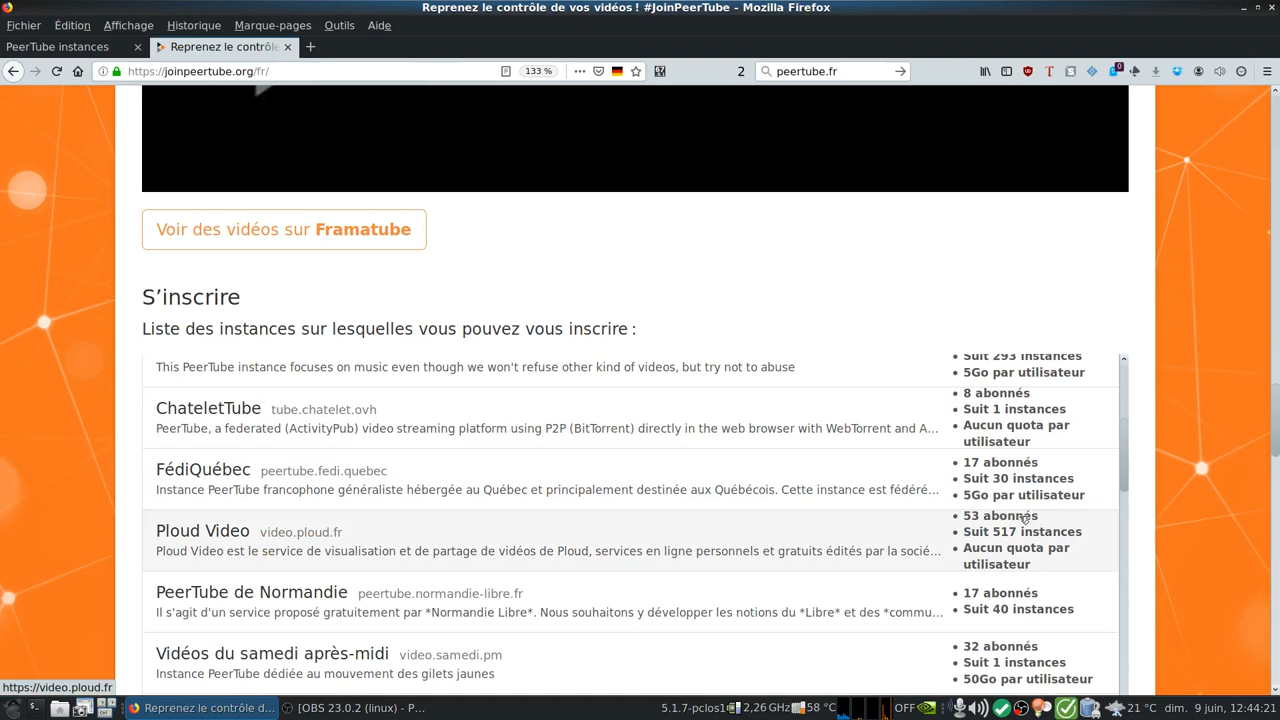 Reprenez le contrôle de vos vidéos ! #JoinPeerTube - Mozilla Firefox
Fichier Édition Affichage Historique Marque-pages Outils Aide
PeerTube instances
Reprenez le contrôle
https://joinpeertube.org/fr/
133 %
2
peertube.fr
0
Voir des vidéos sur Framatube
S’inscrire
Liste des instances sur lesquelles vous pouvez vous inscrire :
This PeerTube instance focuses on music even though we won't refuse other kind of videos, but try not to abuse
• Suit 293 instances
• 5Go par utilisateur
ChateletTube tube.chatelet.ovh
PeerTube, a federated (ActivityPub) video streaming platform using P2P (BitTorrent) directly in the web browser with WebTorrent and A…
• 8 abonnés
• Suit 1 instances
• Aucun quota par
utilisateur
FédiQuébec peertube.fedi.quebec
Instance PeerTube francophone généraliste hébergée au Québec et principalement destinée aux Québécois. Cette instance est fédéré…
• 17 abonnés
• Suit 30 instances
• 5Go par utilisateur
Ploud Video video.ploud.fr
Ploud Video est le service de visualisation et de partage de vidéos de Ploud, services en ligne personnels et gratuits édités par la socié…
• 53 abonnés
• Suit 517 instances
• Aucun quota par
utilisateur
PeerTube de Normandie peertube.normandie-libre.fr
Il s'agit d'un service proposé gratuitement par *Normandie Libre*. Nous souhaitons y développer les notions du *Libre* et des *commu…
• 17 abonnés
• Suit 40 instances
Vidéos du samedi après-midi video.samedi.pm
Instance PeerTube dédiée au mouvement des gilets jaunes
• 32 abonnés
• Suit 1 instances
• 50Go par utilisateur
https://video.ploud.fr
Reprenez le contrôle d...
[OBS 23.0.2 (linux) - P...
5.1.7-pclos1
2,26 GHz
58 °C
OFF
21 °C
dim. 9 juin, 12:44:21